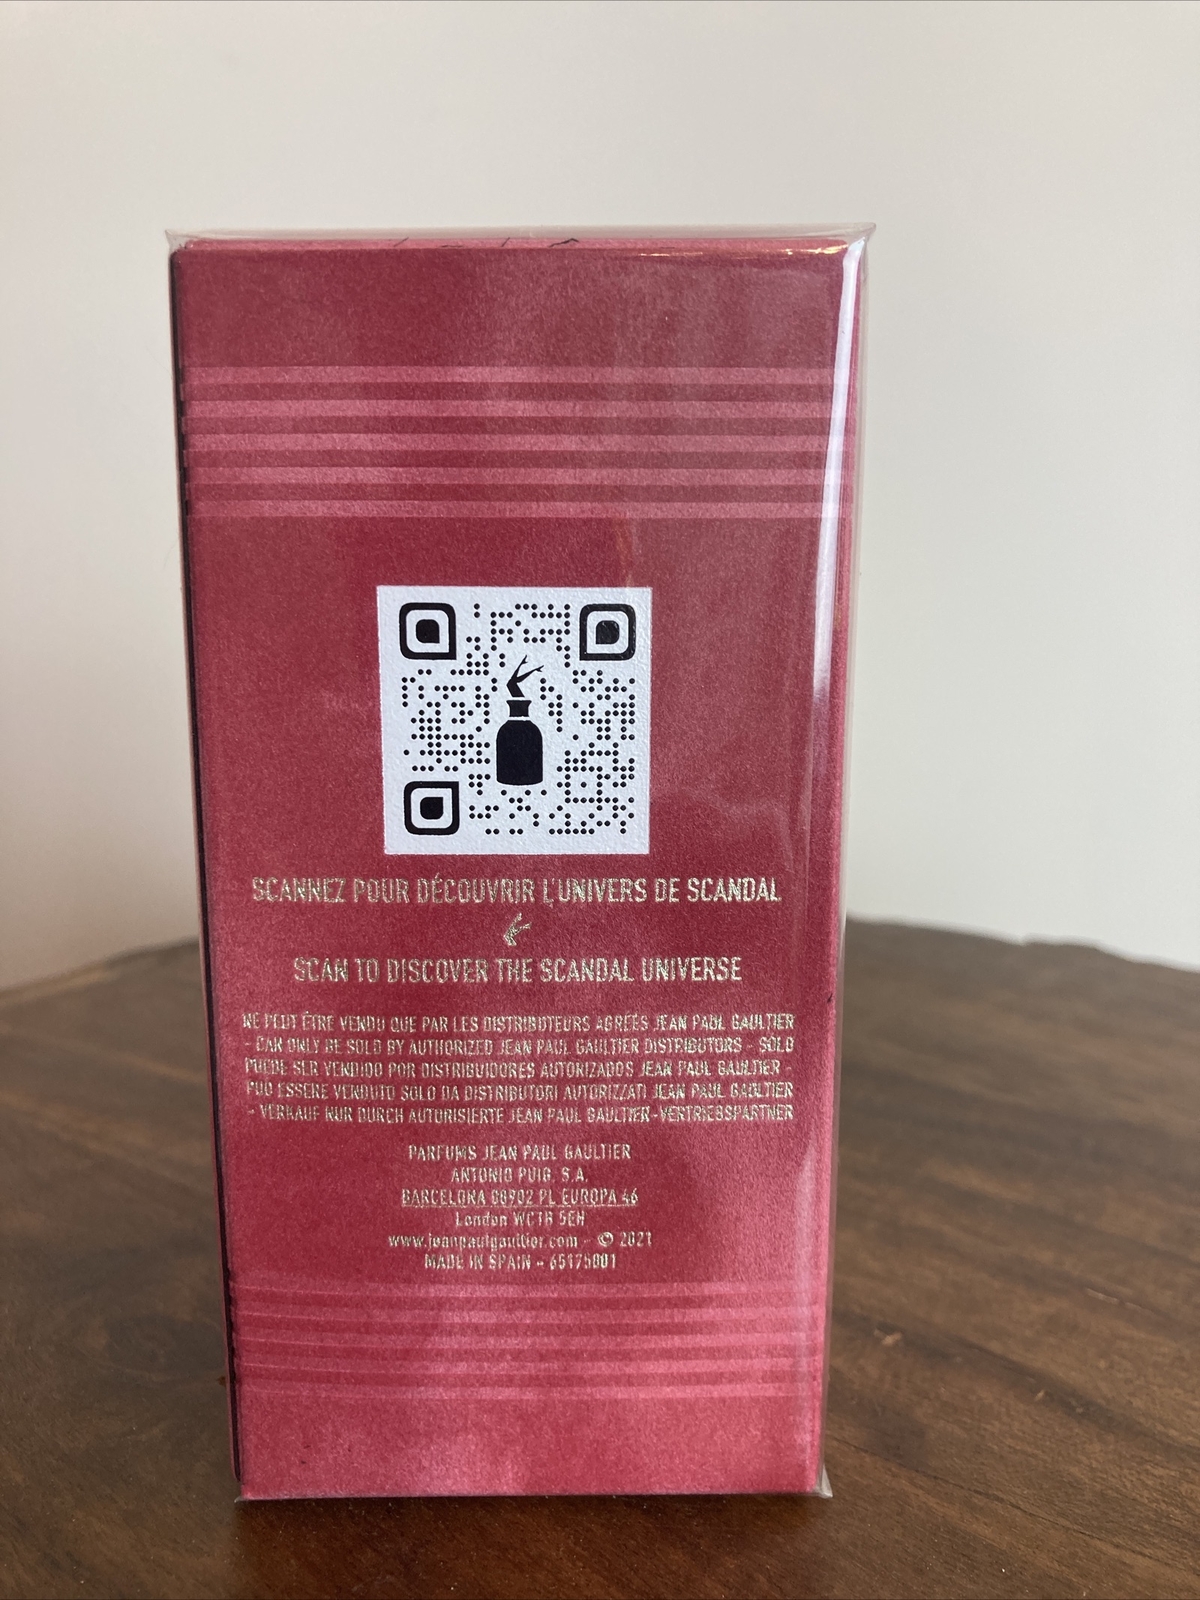 SCANNEZ POUR DÉCOUVRIR L'UNIVERS DE SCANDAL
SCAN TO DISCOVER THE SCANDAL UNIVERSE
NE PEUT ÊTRE VENDU QUE PAR LES DISTRIBUTEURS AGRÉÉS JEAN PAUL GAULTIER
- CAN ONLY BE SOLD BY AUTHORIZED JEAN PAUL GAULTIER DISTRIBUTORS - SOLO
PUEDE SER VENDIDO POR DISTRIBUIDORES AUTORIZADOS JEAN PAUL GAULTIER -
PUÒ ESSERE VENDUTO SOLO DA DISTRIBUTORI AUTORIZZATI JEAN PAUL GAULTIER
- VERKAUF NUR DURCH AUTORISIERTE JEAN PAUL GAULTIER-VERTRIEBSPARTNER
PARFUMS JEAN PAUL GAULTIER
ANTONIO PUIG, S.A.
BARCELONA 08902 PL EUROPA 46
London WC1B 5EH
www.jeanpaulgaultier.com - © 2021
MADE IN SPAIN - 65175001